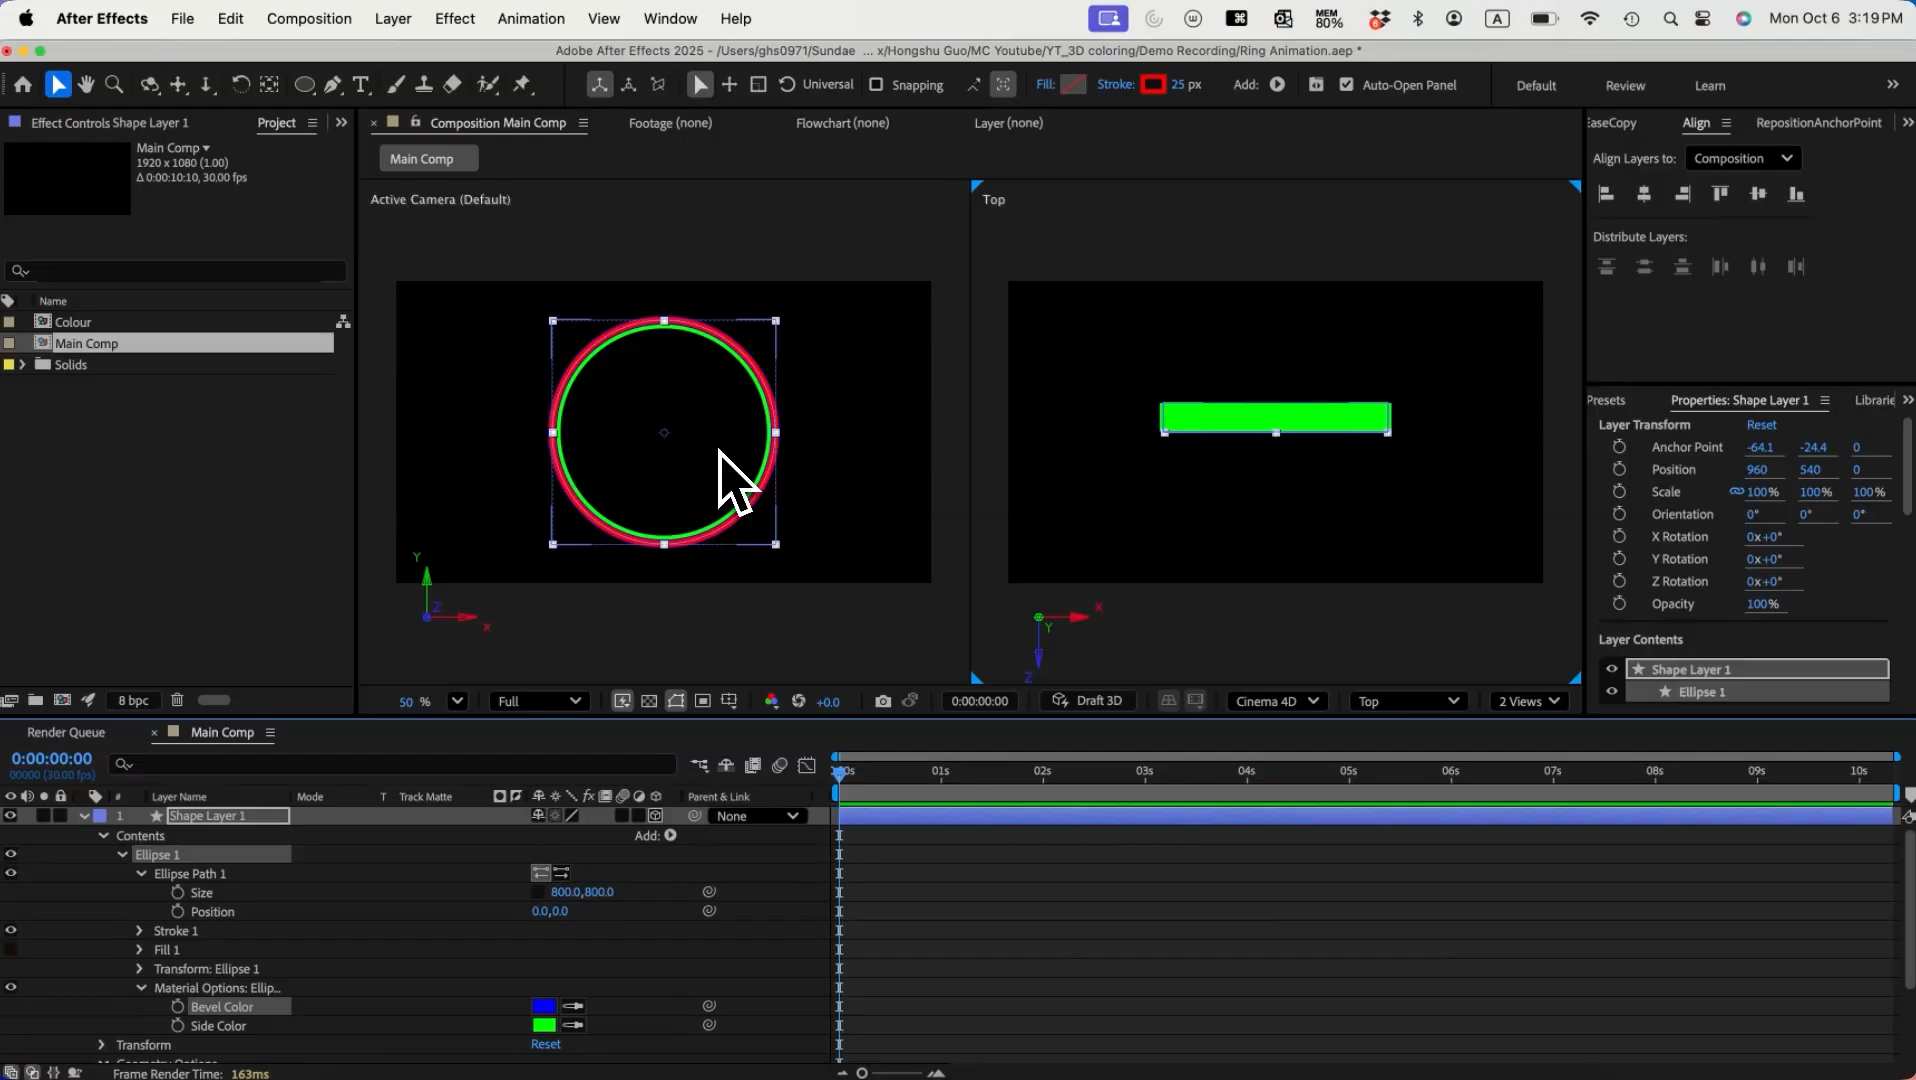 After Effects File Edit Composition Layer Effect Animation View Window Help MEM 80% A Mon Oct 6 3:19 PM
Adobe After Effects 2025 - /Users/ghs0971/Sundae ... x/Hongshu Guo/MC Youtube/YT_3D coloring/Demo Recording/Ring Animation.aep *
Universal Snapping Fill: Stroke: 25 px Add: Auto-Open Panel Default Review Learn
Effect Controls Shape Layer 1 Project
Composition Main Comp Footage (none) Flowchart (none) Layer (none)
EaseCopy Align RepositionAnchorPoint
Main Comp
1920 x 1080 (1.00)
Δ 0:00:10:10, 30.00 fps
Main Comp
Align Layers to: Composition
Active Camera (Default)
Top
Distribute Layers:
Name
Colour
Main Comp
Solids
Y
Z
X
X
Y
Z
Presets Properties: Shape Layer 1 Librarie
Layer Transform Reset
Anchor Point -64.1 -24.4 0
Position 960 540 0
Scale 100% 100% 100%
Orientation 0° 0° 0°
X Rotation 0x+0°
Y Rotation 0x+0°
Z Rotation 0x+0°
Opacity 100%
Layer Contents
Shape Layer 1
Ellipse 1
8 bpc
50 % Full +0.0 0:00:00:00 Draft 3D Cinema 4D Top 2 Views
Render Queue Main Comp
0:00:00:00
00000 (30.00 fps)
:00s 01s 02s 03s 04s 05s 06s 07s 08s 09s 10s
# Layer Name Mode T Track Matte fx Parent & Link
1 Shape Layer 1 None
Contents Add:
Ellipse 1
Ellipse Path 1
Size 800.0,800.0
Position 0.0,0.0
Stroke 1
Fill 1
Transform: Ellipse 1
Material Options: Ellip...
Bevel Color
Side Color
Transform Reset
Geometry Options
Frame Render Time: 163ms